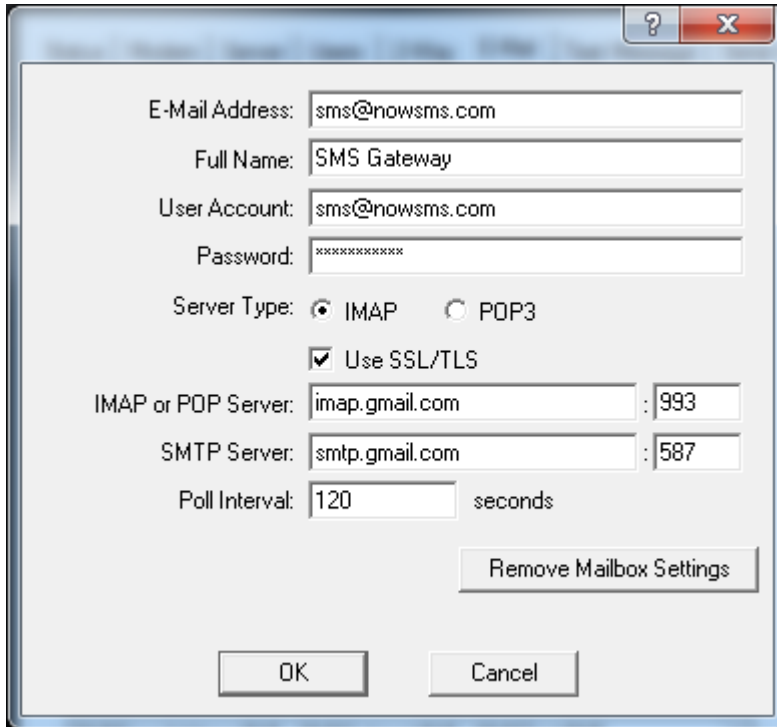 ?
X
E-Mail Address: sms@nowsms.com
Full Name: SMS Gateway
User Account: sms@nowsms.com
Password: ***********
Server Type: IMAP POP3
Use SSL/TLS
IMAP or POP Server: imap.gmail.com : 993
SMTP Server: smtp.gmail.com : 587
Poll Interval: 120 seconds
Remove Mailbox Settings
OK Cancel